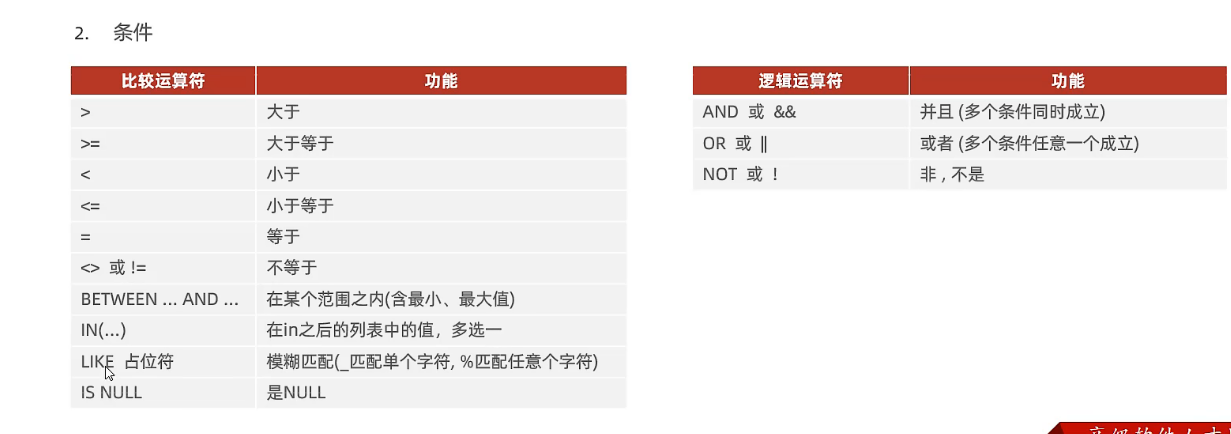 2. 条件
比较运算符 功能
> 大于
>= 大于等于
< 小于
<= 小于等于
= 等于
<> 或 != 不等于
BETWEEN ... AND ... 在某个范围之内(含最小、最大值)
IN(...) 在in之后的列表中的值，多选一
LIKE 占位符 模糊匹配(_匹配单个字符, %匹配任意个字符)
IS NULL 是NULL
逻辑运算符 功能
AND 或 && 并且 (多个条件同时成立)
OR 或 || 或者 (多个条件任意一个成立)
NOT 或 ! 非 , 不是